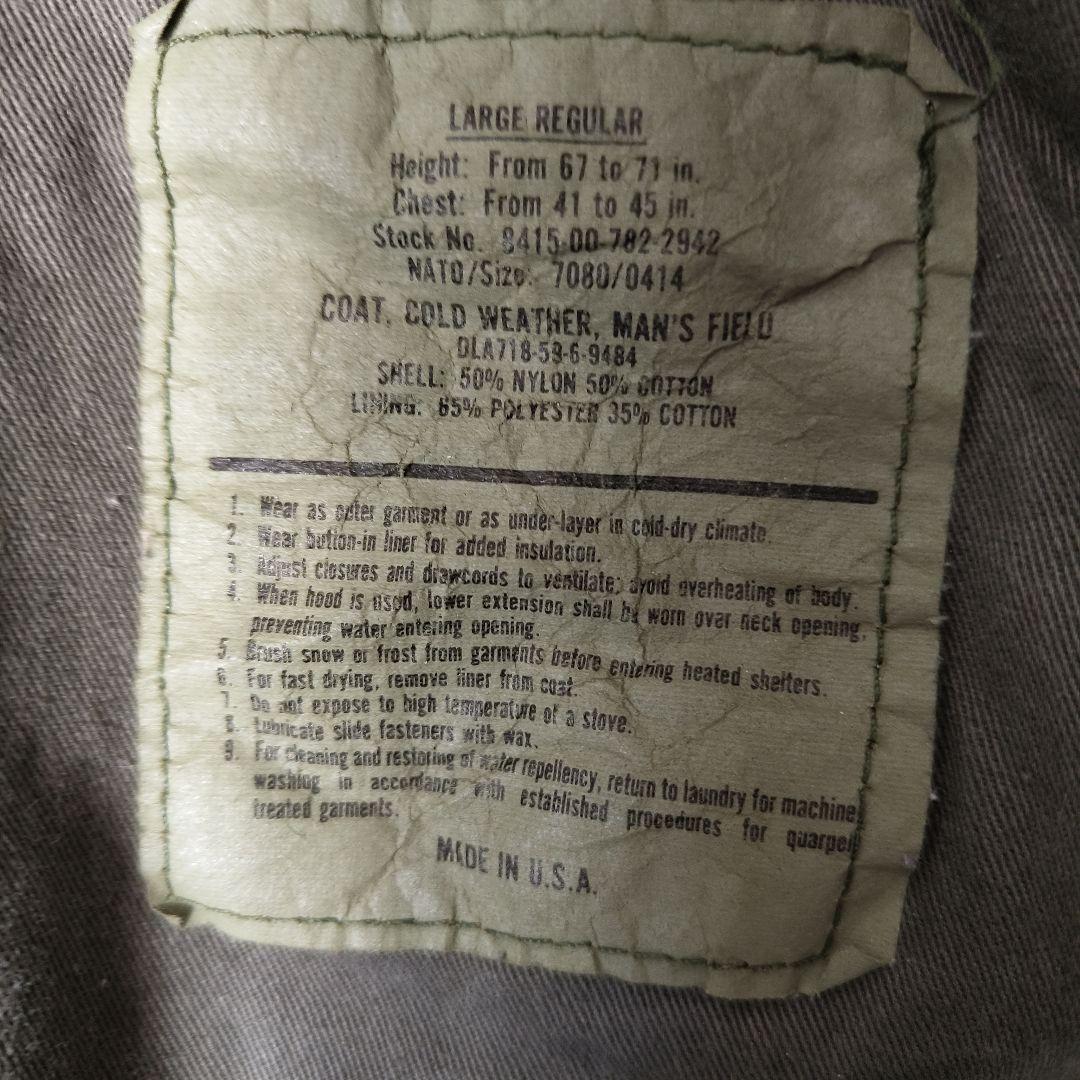 LARGE REGULAR
Height: From 67 to 71 in.
Chest: From 41 to 45 in.
Stock No. 8415-00-782-2942
NATO/Size: 7080/0414
COAT, COLD WEATHER, MAN'S FIELD
DLA718-59-6-9484
SHELL: 50% NYLON 50% COTTON
LINING: 65% POLYESTER 35% COTTON
1. Wear as outer garment or as under-layer in cold-dry climate.
2. Wear button-in liner for added insulation.
3. Adjust closures and drawcords to ventilate; avoid overheating of body.
4. When hood is used, lower extension shall be worn over neck opening,
preventing water entering opening.
5. Brush snow or frost from garments before entering heated shelters.
6. For fast drying, remove liner from coat.
7. Do not expose to high temperature of a stove.
8. Lubricate slide fasteners with wax.
9. For cleaning and restoring of water repellency, return to laundry for machine
washing in accordance with established procedures for quarpel
treated garments.
MADE IN U.S.A.